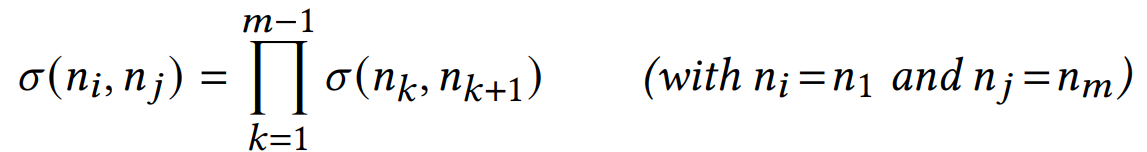 σ(n_i, n_j) = ∏_{k=1}^{m−1} σ(n_k, n_{k+1}) (with n_i=n_1 and n_j=n_m)